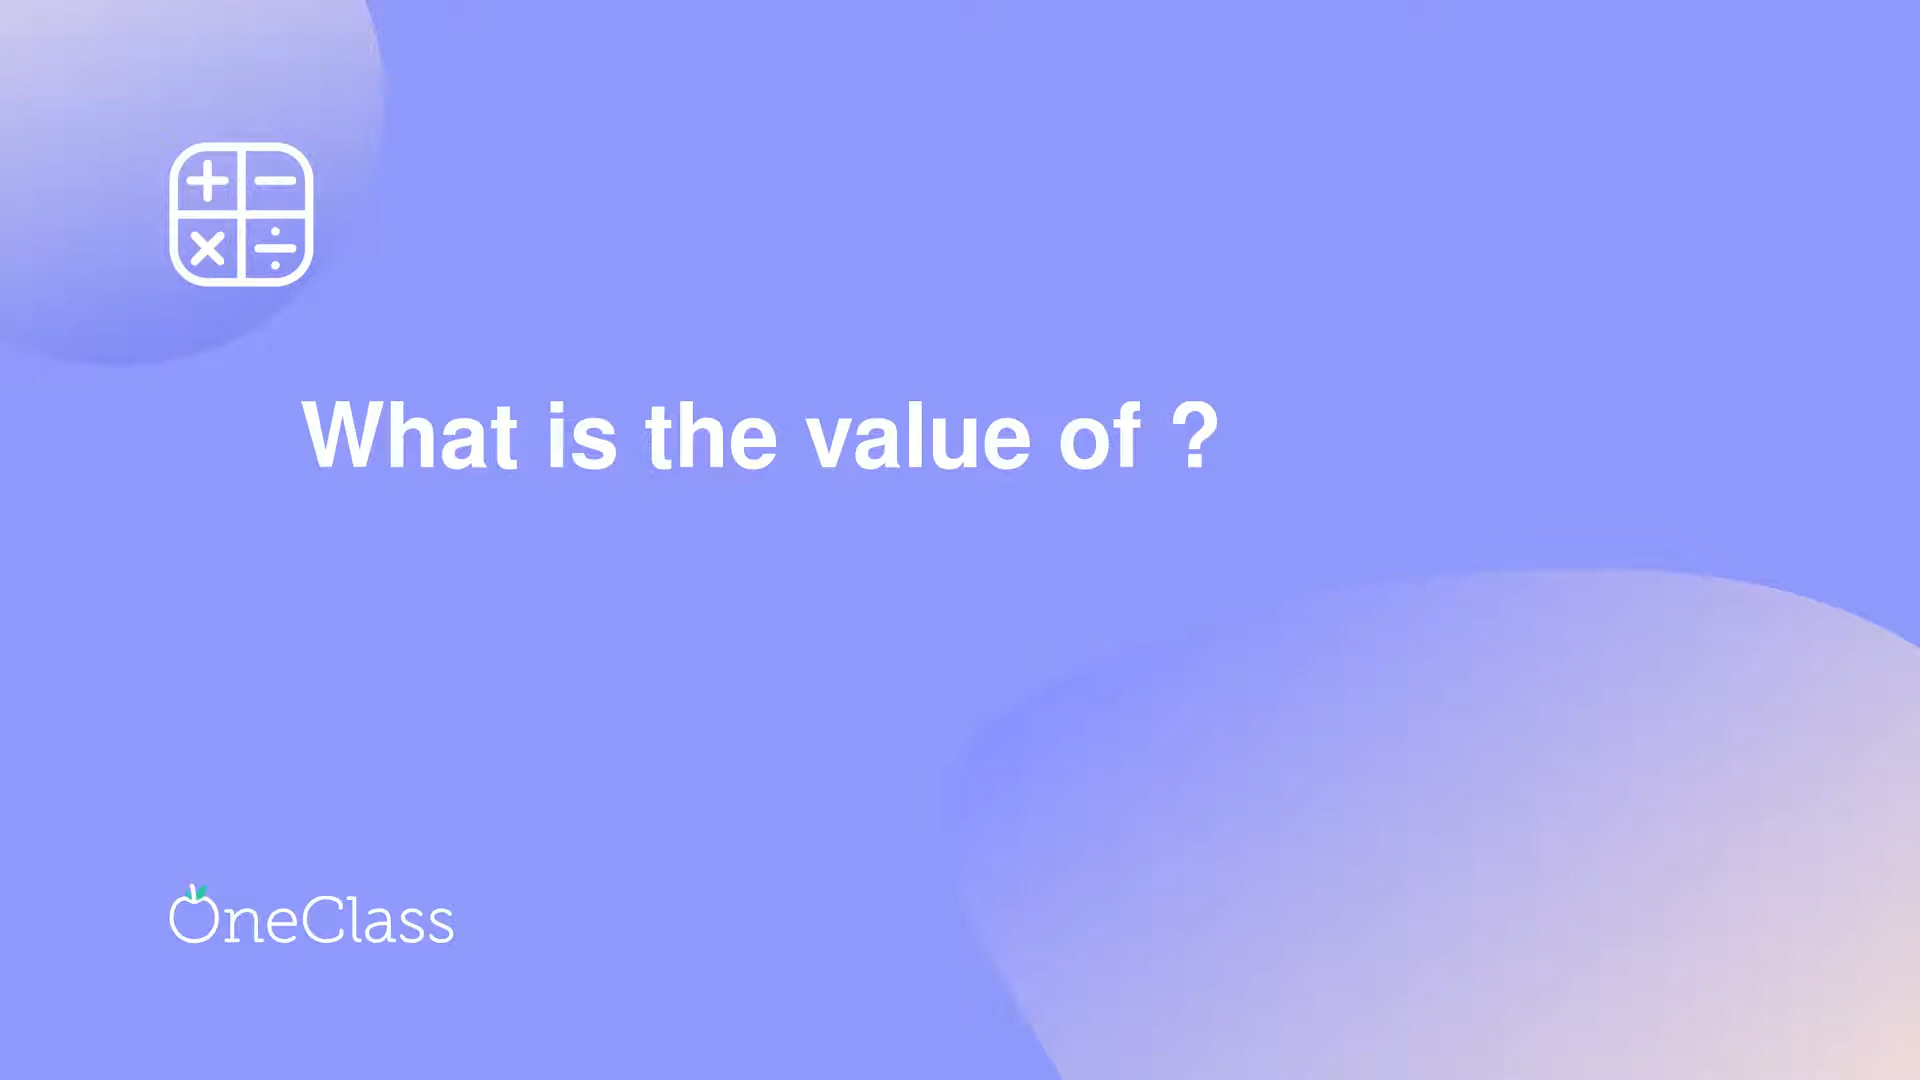 What is the value of ?
OneClass